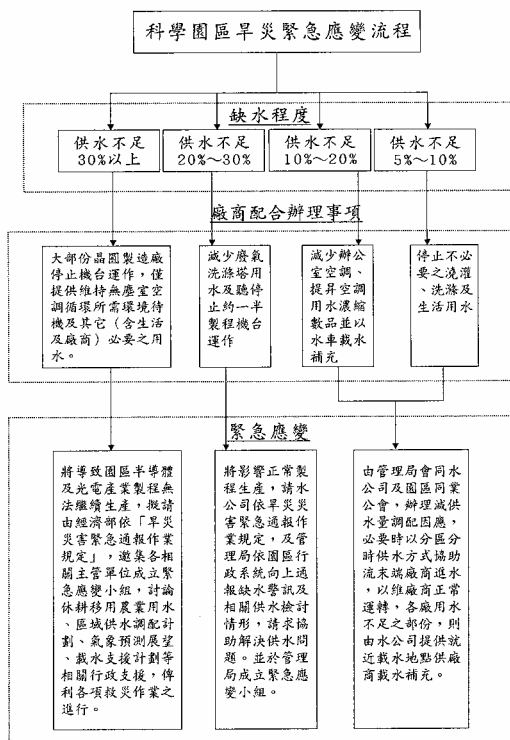 科學園區旱災緊急應變流程
缺水程度
供水不足
30%以上
供水不足
20%～30%
供水不足
10%～20%
供水不足
5%～10%
廠商配合辦理事項
大部份晶圓製造廠
停止機台運作，僅
提供維持無塵室空
調循環所需環境待
機及其它（含生活
及廠商）必要之用
水。
減少廢氣
洗滌塔用
水及聽停
止約一半
製程機台
運作
減少辦公
室空調、
提昇空調
用水濃縮
數品並以
水車載水
補充
停止不必
要之澆灌
、洗滌及
生活用水
緊急應變
將導致園區半導體
及光電產業製程無
法繼續生產，擬請
由經濟部依「旱災
災害緊急通報作業
規定」，邀集各相
關主管單位成立緊
急應變小組，討論
休耕移用農業用水
、區域供水調配計
劃、氣象預測展望
、載水支援計劃等
相關行政支援，俾
利各項救災作業之
進行。
將影響正常製
程生產，請水
公司依旱災災
害緊急通報作
業規定，及管
理局依園區行
政系統向上通
報缺水警訊及
相關供水檢討
情形，請求協
助解決供水問
題。並於管理
局成立緊急應
變小組。
由管理局會同水
公司及園區同業
公會，辦理減供
水量調配因應，
必要時以分區分
時供水方式協助
流末端廠商進水
，以維廠商正常
運轉，各廠用水
不足之部份，則
由水公司提供就
近載水地點供廠
商載水補充。